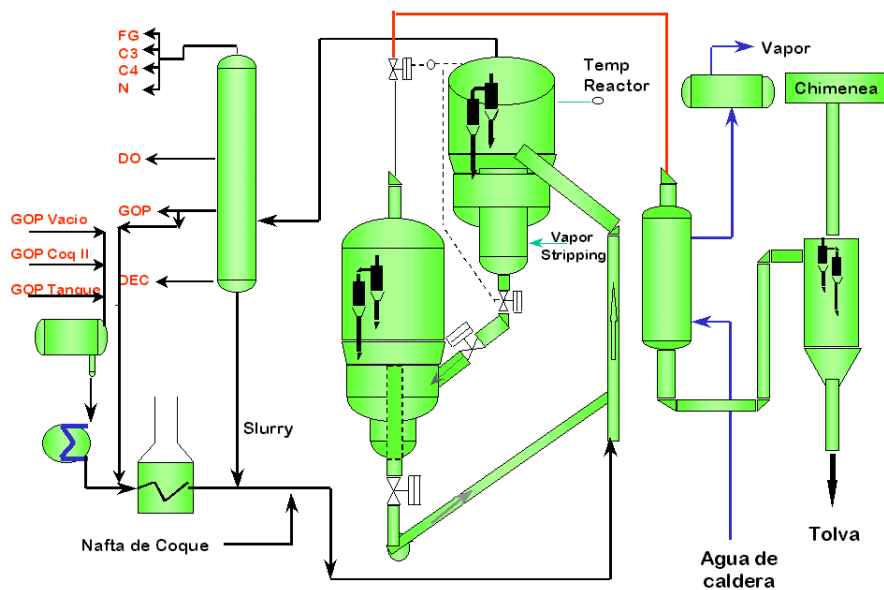 FG
C3
C4
N
DO
GOP
DEC
GOP Vacio
GOP Coq II
GOP Tanque
Slurry
Nafta de Coque
Temp
Reactor
Vapor
Stripping
Vapor
Chimenea
Agua de
caldera
Tolva